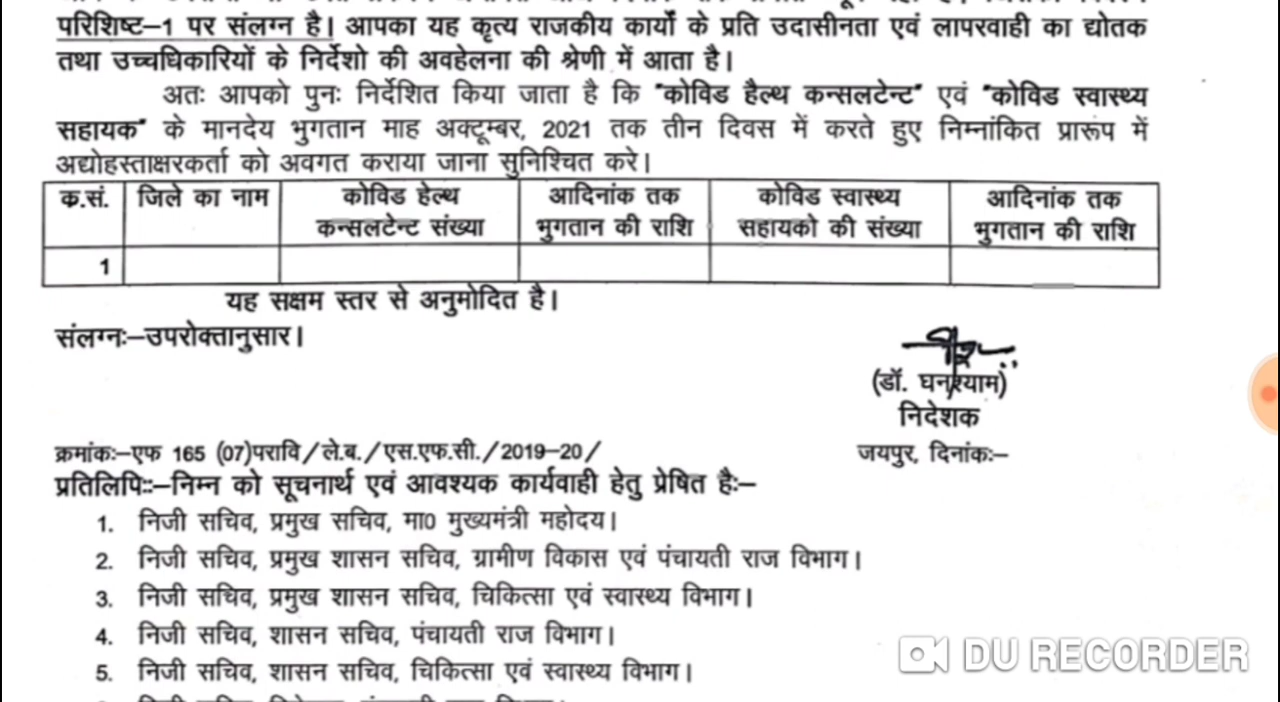 परिशिष्ट–1 पर संलग्न है। आपका यह कृत्य राजकीय कार्यों के प्रति उदासीनता एवं लापरवाही का द्योतक
तथा उच्चधिकारियों के निर्देशो की अवहेलना की श्रेणी में आता है।
अतः आपको पुनः निर्देशित किया जाता है कि "कोविड हैल्थ कन्सलटेन्ट" एवं "कोविड स्वास्थ्य
सहायक" के मानदेय भुगतान माह अक्टूम्बर, 2021 तक तीन दिवस में करते हुए निम्नांकित प्रारूप में
अद्योहस्ताक्षरकर्ता को अवगत कराया जाना सुनिश्चित करे।
क.सं. जिले का नाम कोविड हेल्थ कन्सलटेन्ट संख्या आदिनांक तक भुगतान की राशि कोविड स्वास्थ्य सहायको की संख्या आदिनांक तक भुगतान की राशि
1
यह सक्षम स्तर से अनुमोदित है।
संलग्नः–उपरोक्तानुसार।
(डॉ. घनश्याम)
निदेशक
क्रमांकः–एफ 165 (07)परावि/ले.ब./एस.एफ.सी./2019–20/ जयपुर, दिनांकः–
प्रतिलिपिः:–निम्न को सूचनार्थ एवं आवश्यक कार्यवाही हेतु प्रेषित हैः–
1. निजी सचिव, प्रमुख सचिव, मा0 मुख्यमंत्री महोदय।
2. निजी सचिव, प्रमुख शासन सचिव, ग्रामीण विकास एवं पंचायती राज विभाग।
3. निजी सचिव, प्रमुख शासन सचिव, चिकित्सा एवं स्वास्थ्य विभाग।
4. निजी सचिव, शासन सचिव, पंचायती राज विभाग।
5. निजी सचिव, शासन सचिव, चिकित्सा एवं स्वास्थ्य विभाग।
DU RECORDER